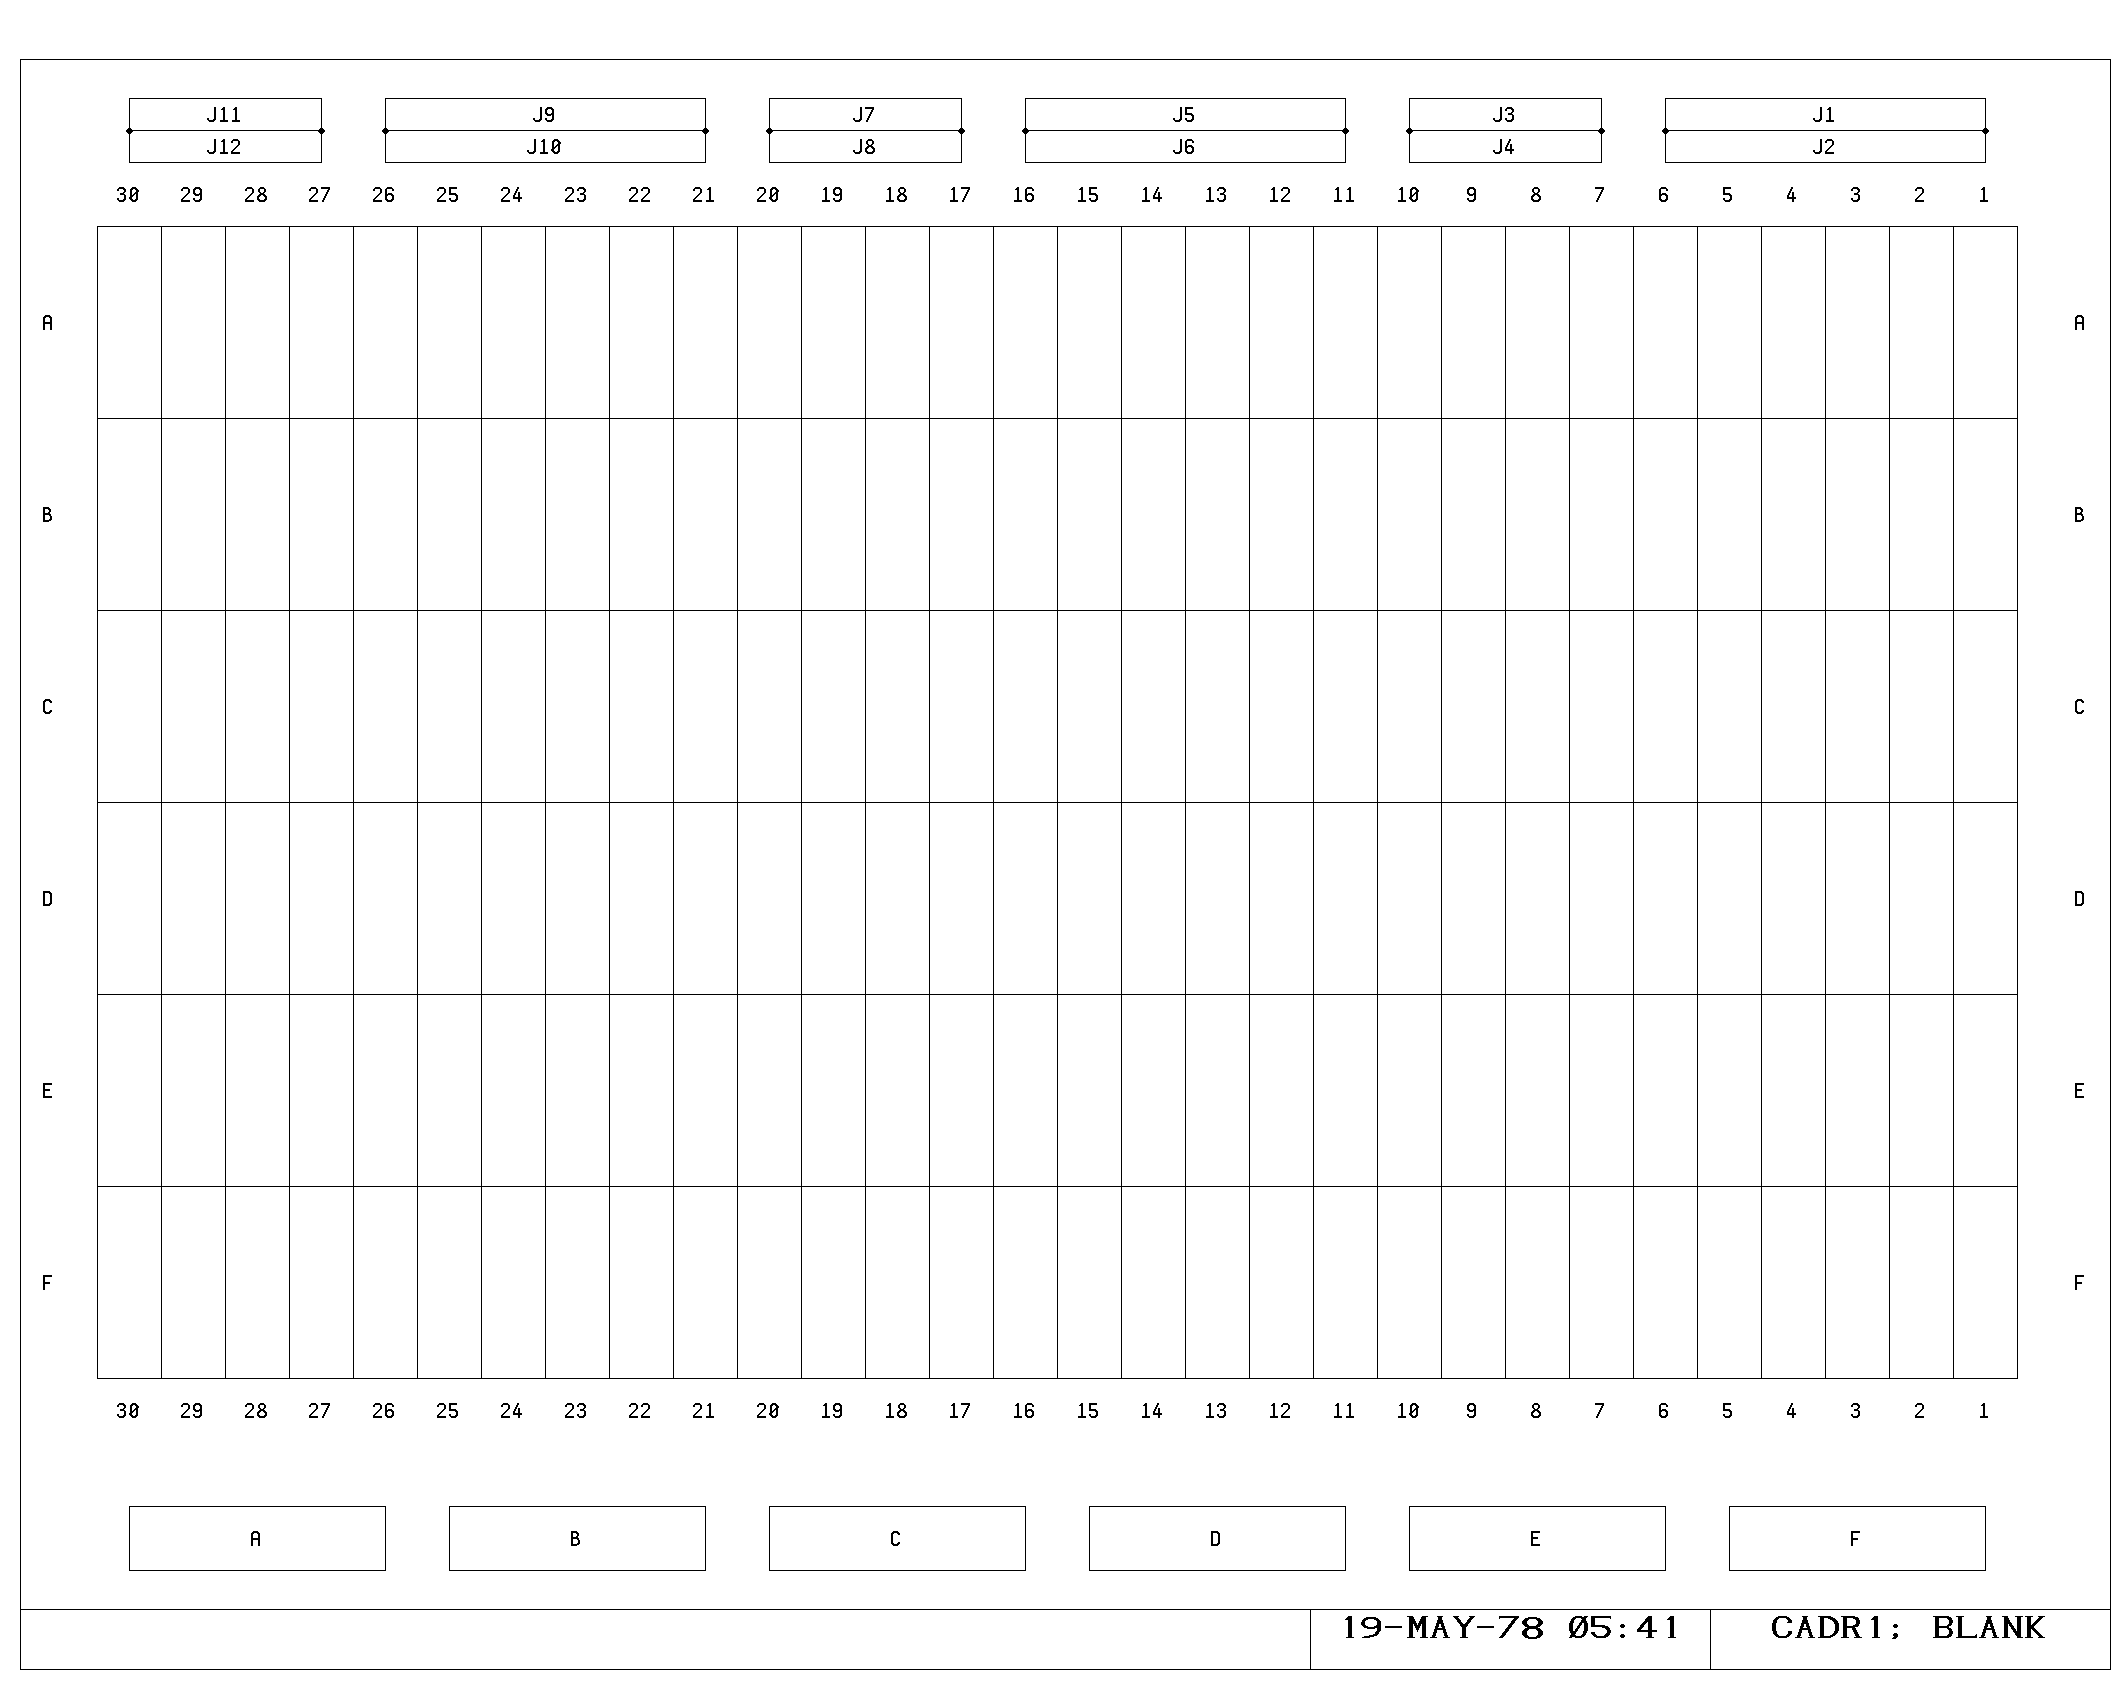 J11 J9 J7 J5 J3 J1
J12 J10 J8 J6 J4 J2
30 29 28 27 26 25 24 23 22 21 20 19 18 17 16 15 14 13 12 11 10 9 8 7 6 5 4 3 2 1
A A
B B
C C
D D
E E
F F
30 29 28 27 26 25 24 23 22 21 20 19 18 17 16 15 14 13 12 11 10 9 8 7 6 5 4 3 2 1
A B C D E F
19-MAY-78 05:41 CADR1; BLANK